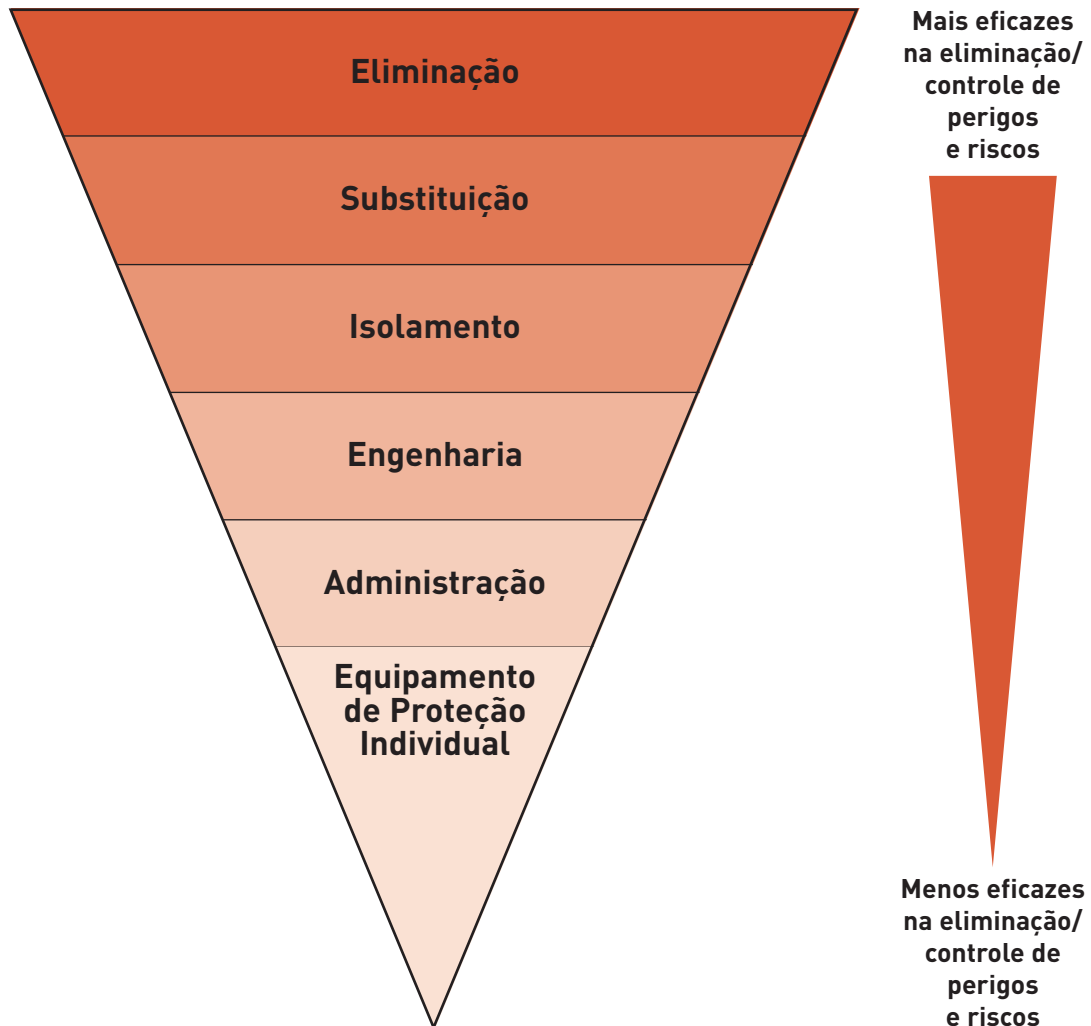 Eliminação
Substituição
Isolamento
Engenharia
Administração
Equipamento
de Proteção
Individual
Mais eficazes
na eliminação/
controle de
perigos
e riscos
Menos eficazes
na eliminação/
controle de
perigos
e riscos